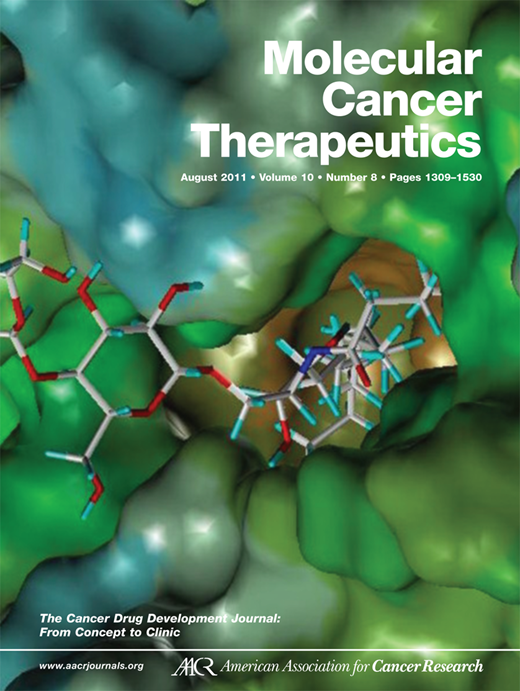 Molecular
Cancer
Therapeutics
August 2011 • Volume 10 • Number 8 • Pages 1309–1530
The Cancer Drug Development Journal:
From Concept to Clinic
www.aacrjournals.org AACR American Association for Cancer Research